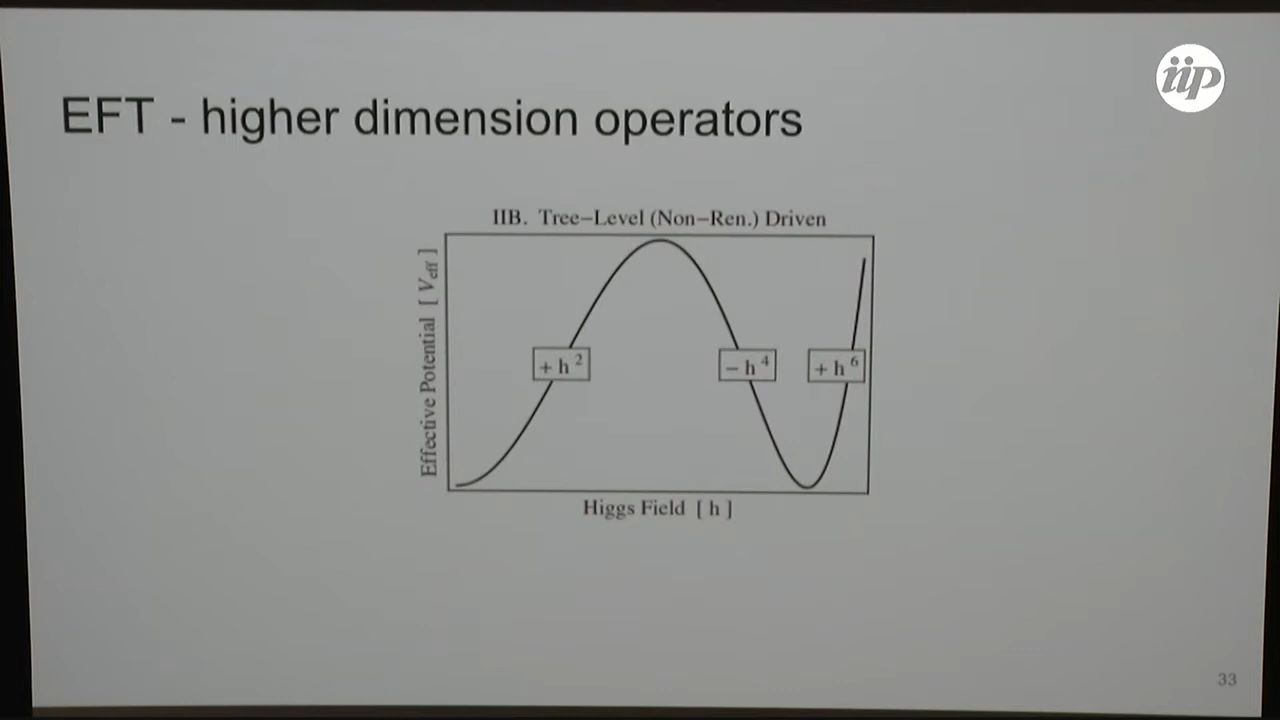 iip
EFT - higher dimension operators
IIB. Tree-Level (Non-Ren.) Driven
Effective Potential [ V_eff ]
+ h^2
- h^4
+ h^6
Higgs Field [ h ]
33